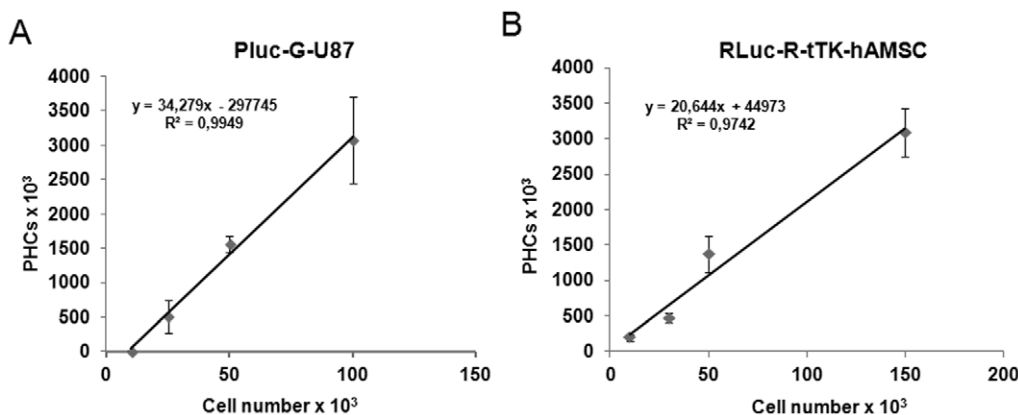 A
Pluc-G-U87
4000
3500
3000
2500
2000
1500
1000
500
0
PHCs x 10³
y = 34,279x - 297745
R² = 0,9949
0
50
100
150
Cell number x 10³
B
RLuc-R-tTK-hAMSC
4000
3500
3000
2500
2000
1500
1000
500
0
PHCs x 10³
y = 20,644x + 44973
R² = 0,9742
0
50
100
150
200
Cell number x 10³